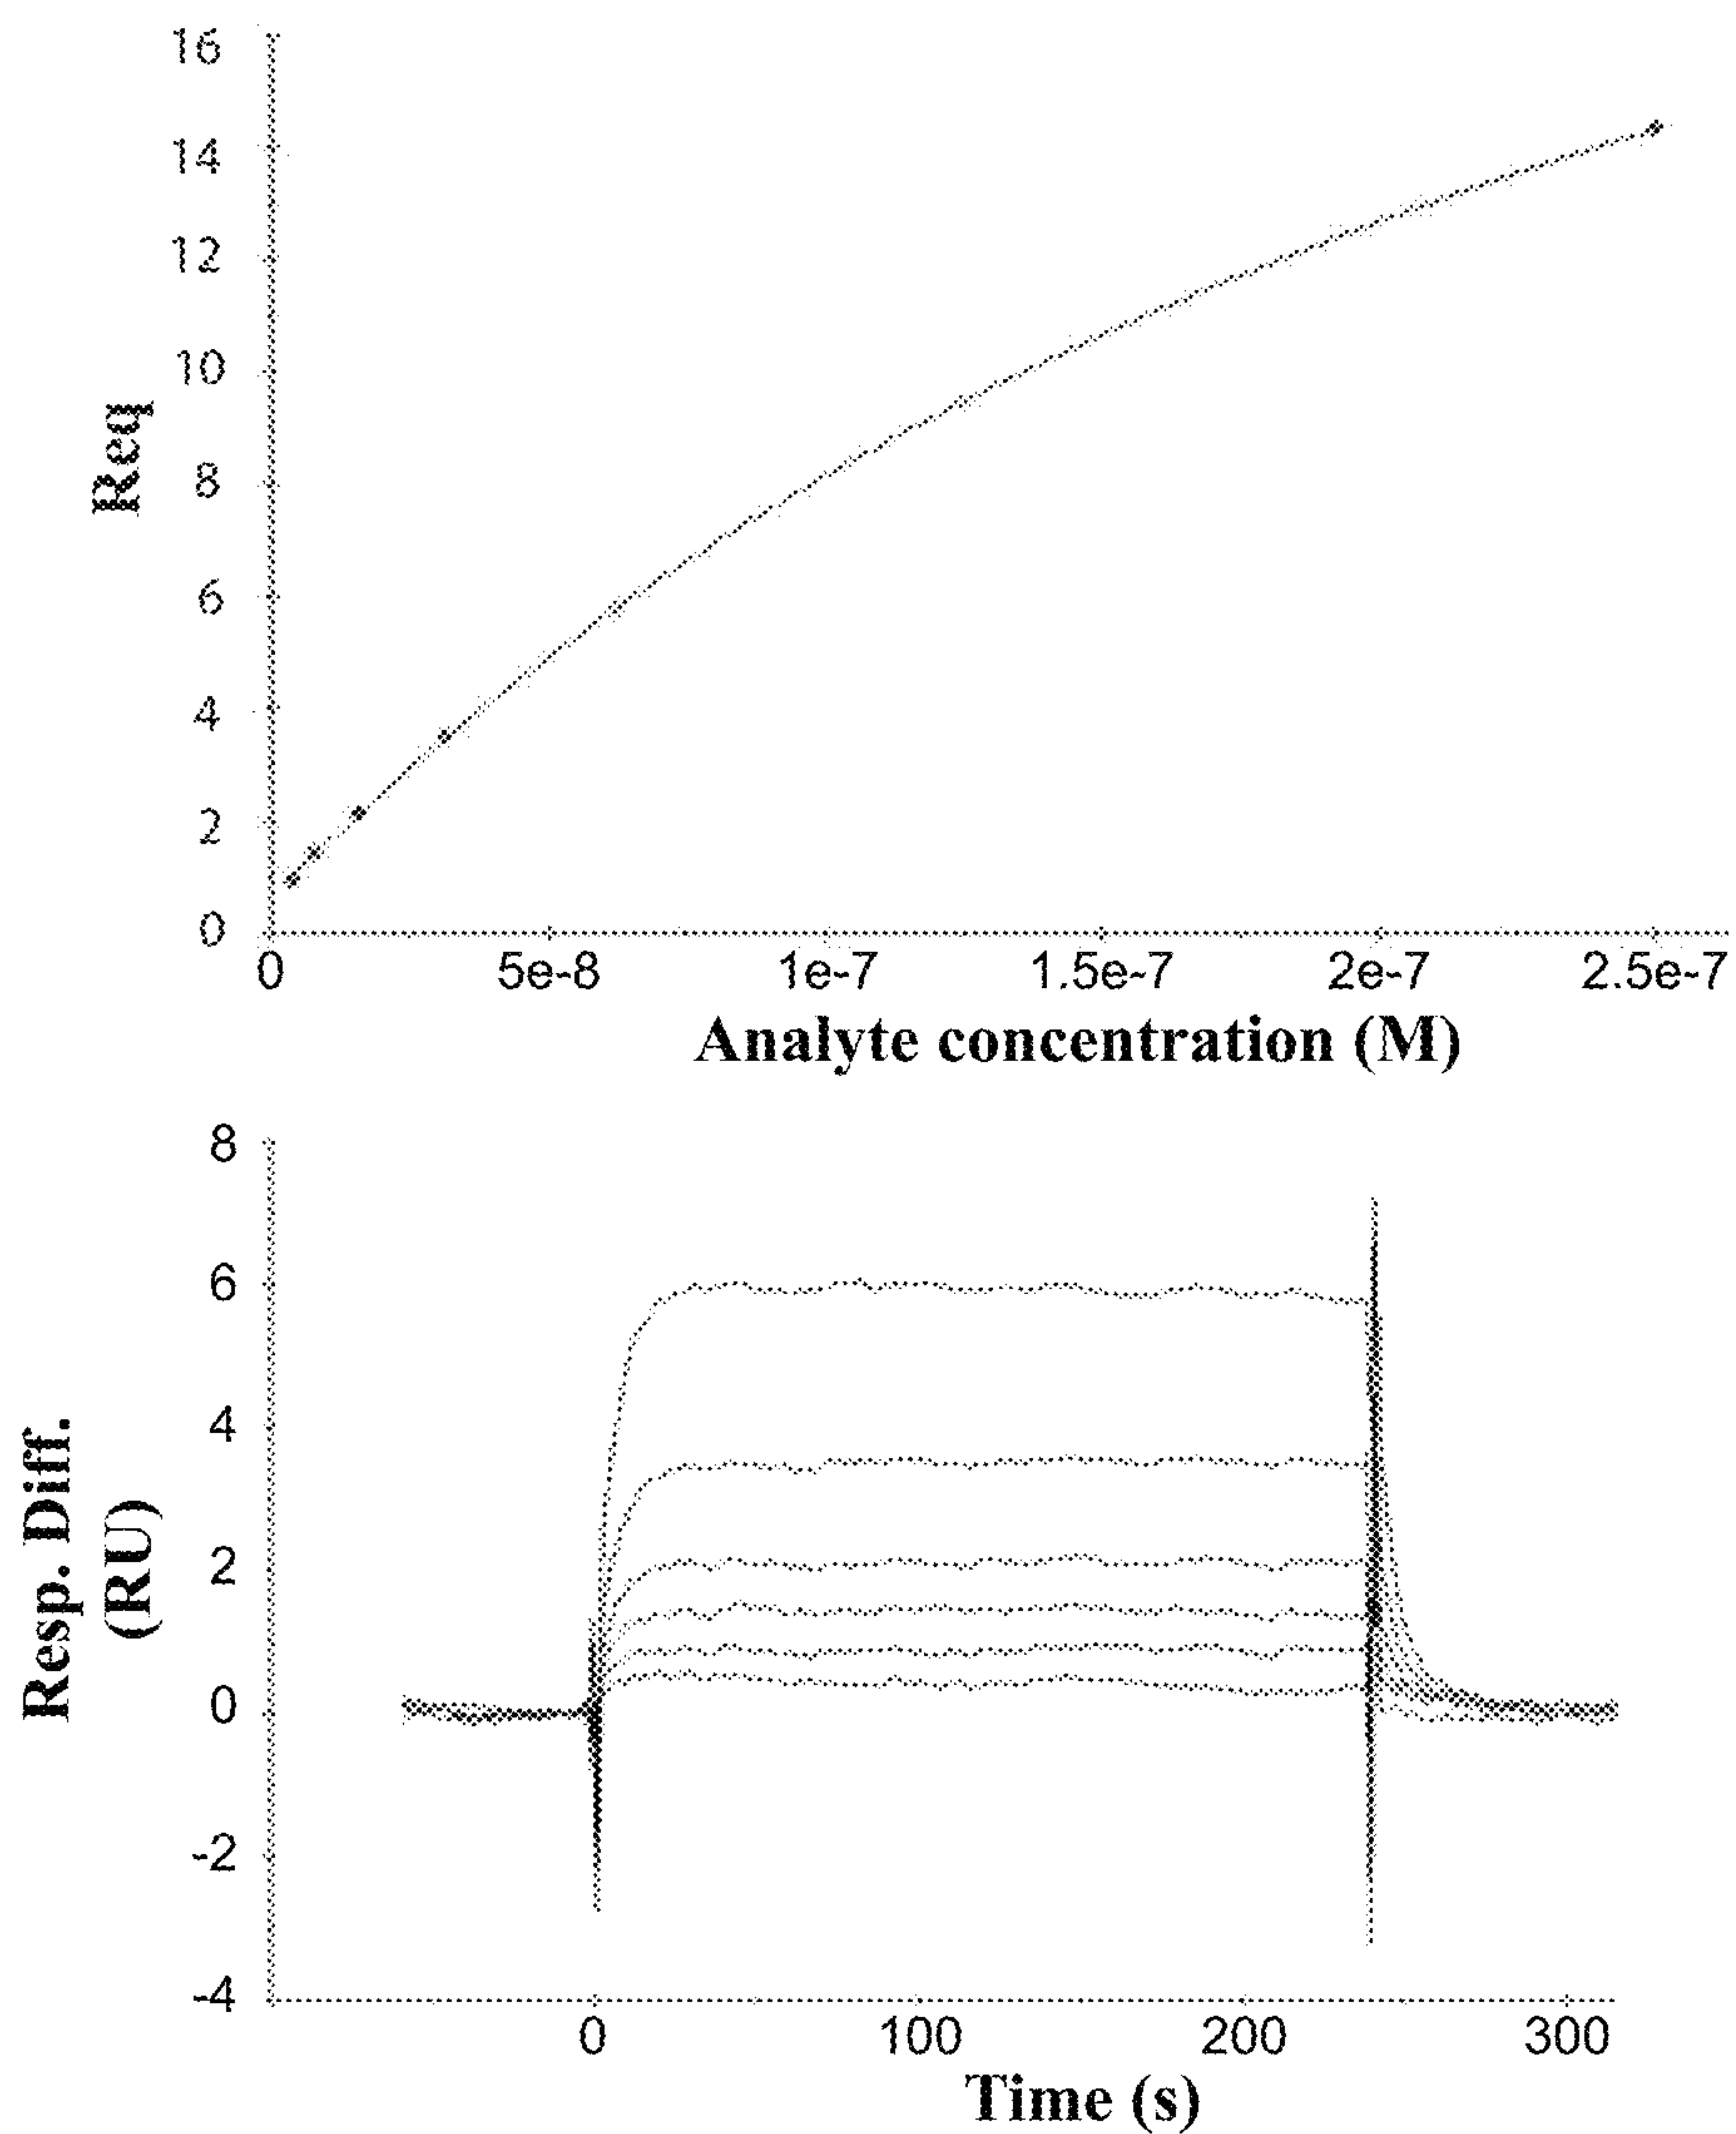 16
14
12
10
8
6
4
2
0
Req
0 5e-8 1e-7 1.5e-7 2e-7 2.5e-7
Analyte concentration (M)
8
6
4
2
0
-2
-4
Resp. Diff.
(RU)
0 100 200 300
Time (s)